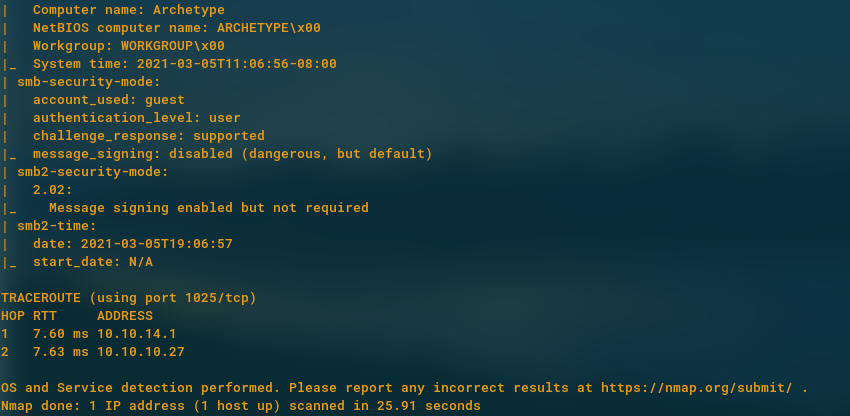 |   Computer name: Archetype
|   NetBIOS computer name: ARCHETYPE\x00
|   Workgroup: WORKGROUP\x00
|_  System time: 2021-03-05T11:06:56-08:00
| smb-security-mode:
|   account_used: guest
|   authentication_level: user
|   challenge_response: supported
|_  message_signing: disabled (dangerous, but default)
| smb2-security-mode:
|   2.02:
|_    Message signing enabled but not required
| smb2-time:
|   date: 2021-03-05T19:06:57
|_  start_date: N/A

TRACEROUTE (using port 1025/tcp)
HOP RTT     ADDRESS
1   7.60 ms 10.10.14.1
2   7.63 ms 10.10.10.27

OS and Service detection performed. Please report any incorrect results at https://nmap.org/submit/ .
Nmap done: 1 IP address (1 host up) scanned in 25.91 seconds